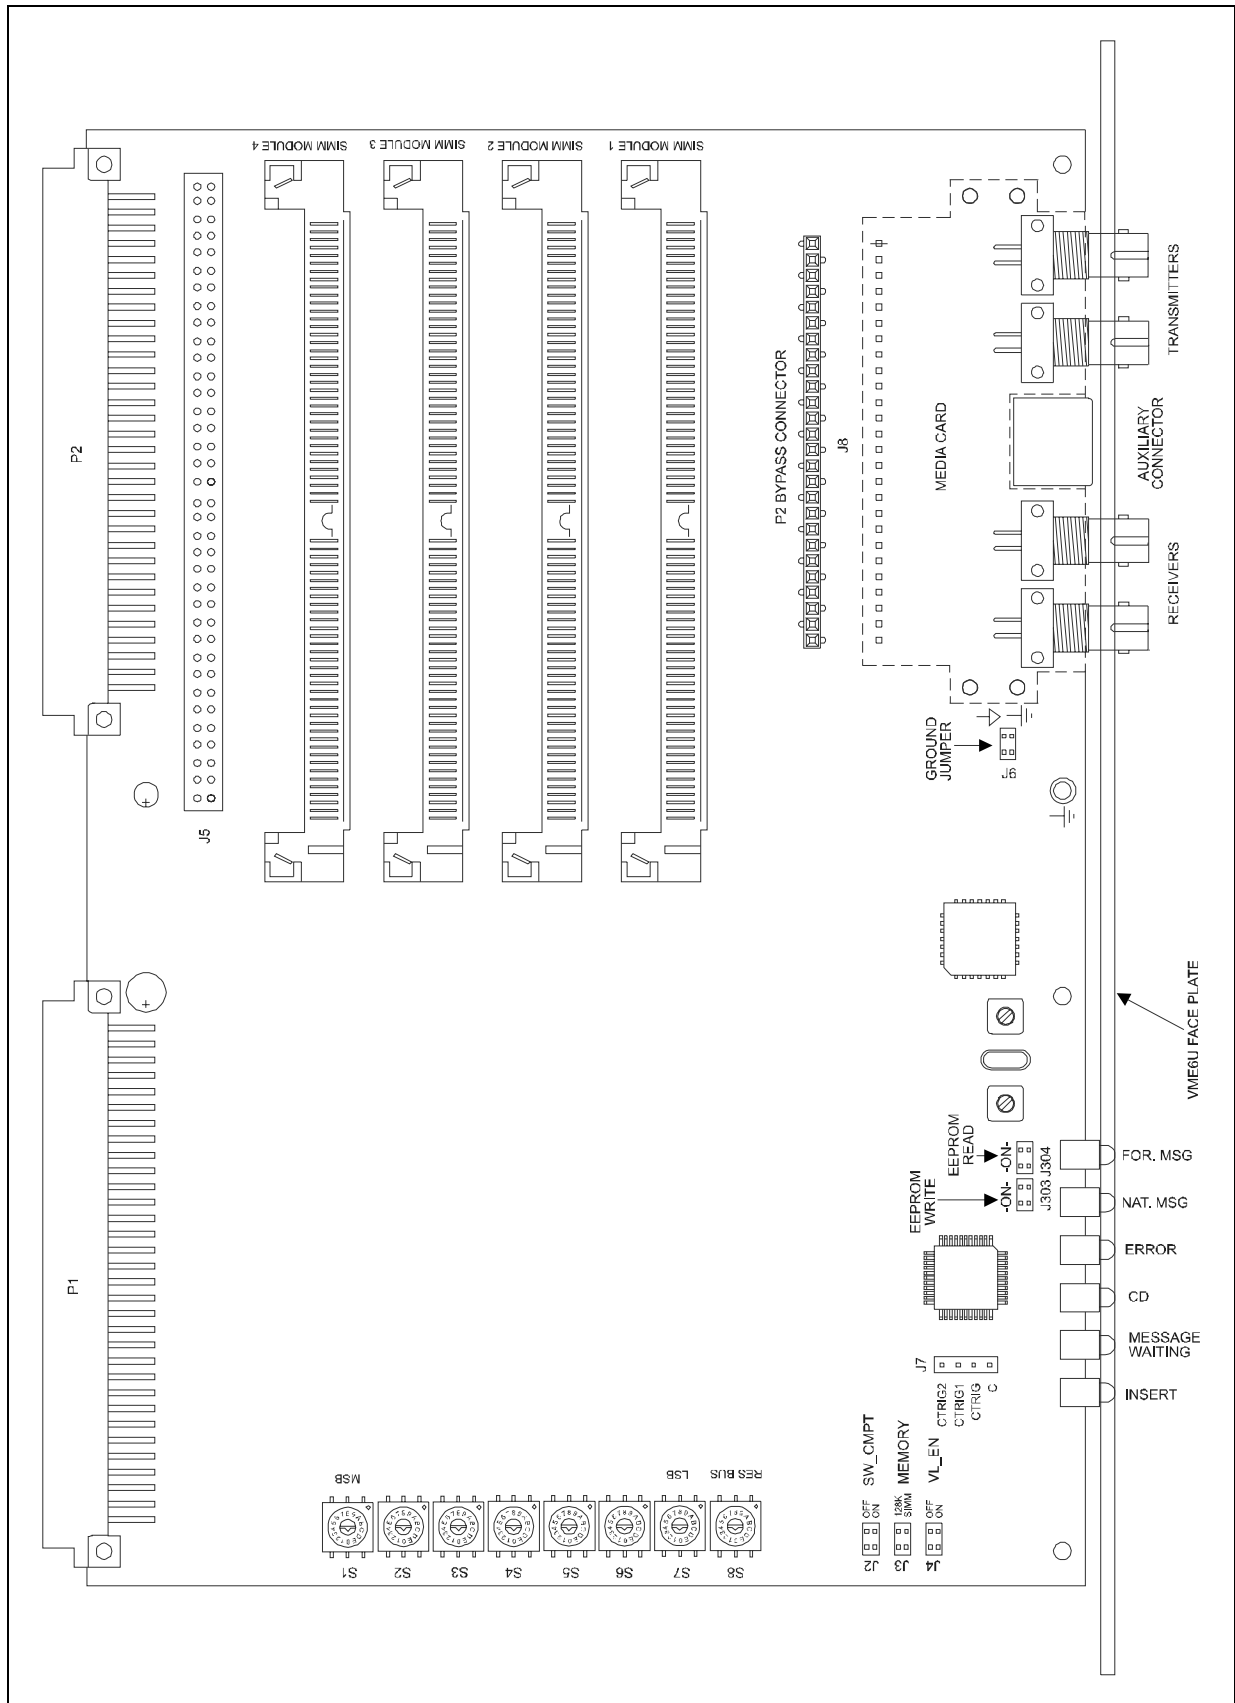 P2
J5
SIMM MODULE 4
SIMM MODULE 3
SIMM MODULE 2
SIMM MODULE 1
P2 BYPASS CONNECTOR
J8
MEDIA CARD
TRANSMITTERS
AUXILIARY
CONNECTOR
RECEIVERS
GROUND
JUMPER
J6
VME6U FACE PLATE
P1
EEPROM
READ
-ON-
J304
EEPROM
WRITE
-ON-
J303
FOR. MSG
NAT. MSG
ERROR
CD
MESSAGE
WAITING
INSERT
J7
CTRIG2
CTRIG1
CTRIG
C
MSB
LSB
RES BUS
S1
S2
S3
S4
S5
S6
S7
S8
J2
OFF
ON
SW_CMPT
J3
128K
SIMM
MEMORY
J4
OFF
ON
VL_EN